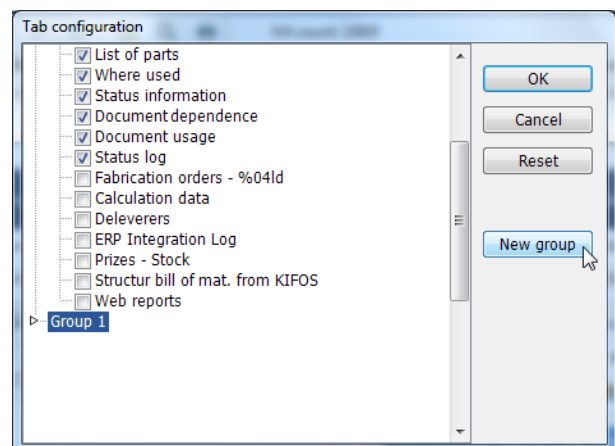 Tab configuration
List of parts
Where used
Status information
Document dependence
Document usage
Status log
Fabrication orders - %04ld
Calculation data
Deleverers
ERP Integration Log
Prizes - Stock
Structur bill of mat. from KIFOS
Web reports
Group 1
OK
Cancel
Reset
New group